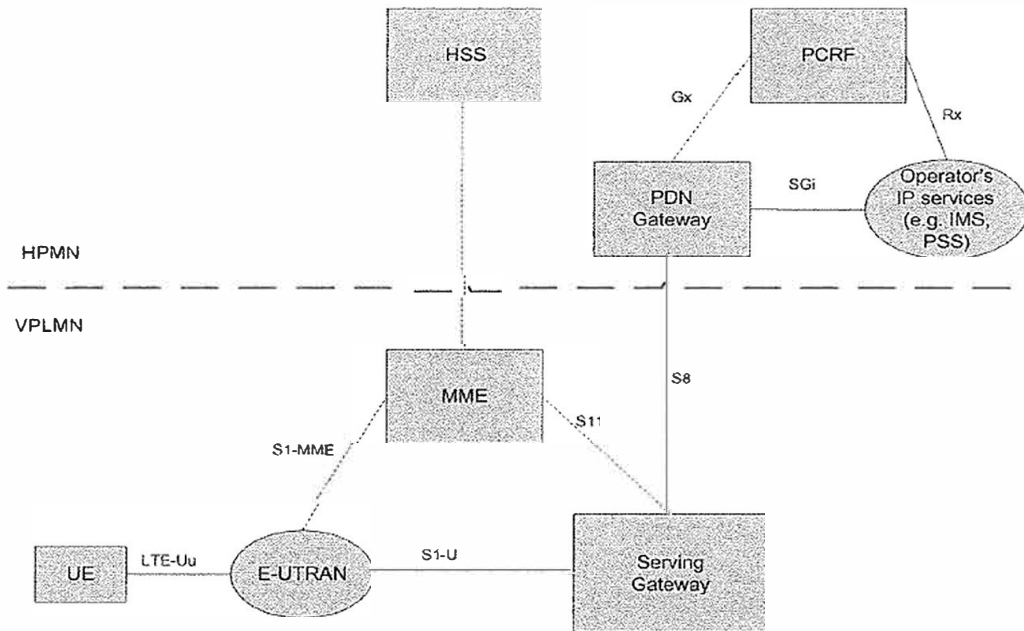 HSS
PCRF
Gx
Rx
PDN
Gateway
SGi
Operator's
IP services
(e.g. IMS,
PSS)
HPMN
VPLMN
MME
S8
S11
S1-MME
UE
LTE-Uu
E-UTRAN
S1-U
Serving
Gateway